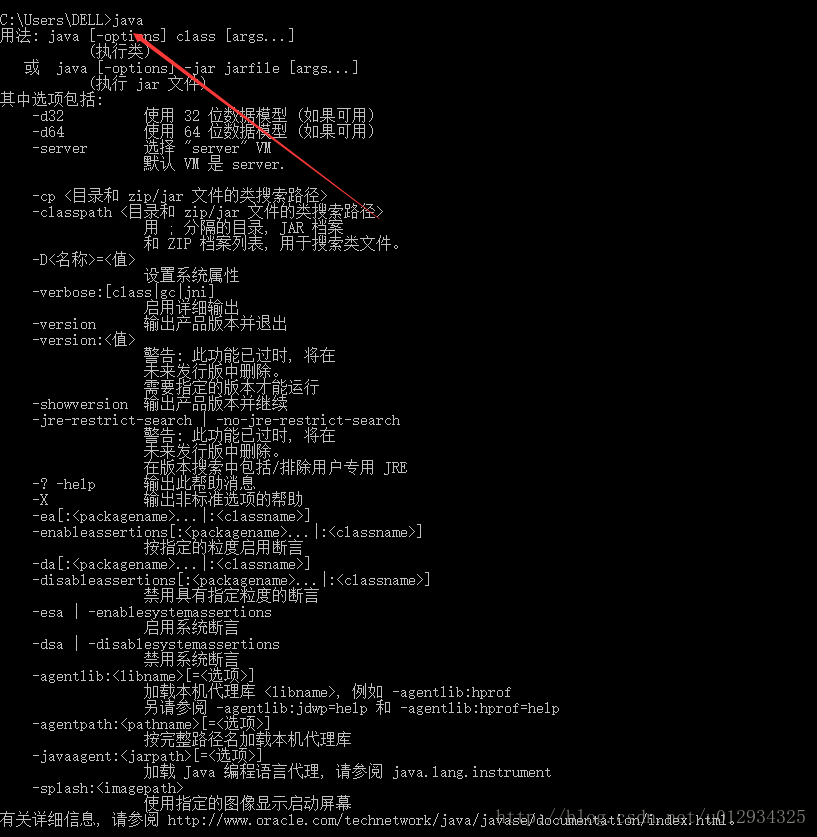 C:\Users\DELL>java
用法: java [-options] class [args...]
(执行类)
或 java [-options] -jar jarfile [args...]
(执行 jar 文件)
其中选项包括:
-d32 使用 32 位数据模型 (如果可用)
-d64 使用 64 位数据模型 (如果可用)
-server 选择 "server" VM
默认 VM 是 server.
-cp <目录和 zip/jar 文件的类搜索路径>
-classpath <目录和 zip/jar 文件的类搜索路径>
用 ; 分隔的目录, JAR 档案
和 ZIP 档案列表, 用于搜索类文件。
-D<名称>=<值>
设置系统属性
-verbose:[class|gc|jni]
启用详细输出
-version 输出产品版本并退出
-version:<值>
警告: 此功能已过时, 将在
未来发行版中删除。
需要指定的版本才能运行
-showversion 输出产品版本并继续
-jre-restrict-search | -no-jre-restrict-search
警告: 此功能已过时, 将在
未来发行版中删除。
在版本搜索中包括/排除用户专用 JRE
-? -help 输出此帮助消息
-X 输出非标准选项的帮助
-ea[:<packagename>...|:<classname>]
-enableassertions[:<packagename>...|:<classname>]
按指定的粒度启用断言
-da[:<packagename>...|:<classname>]
-disableassertions[:<packagename>...|:<classname>]
禁用具有指定粒度的断言
-esa | -enablesystemassertions
启用系统断言
-dsa | -disablesystemassertions
禁用系统断言
-agentlib:<libname>[=<选项>]
加载本机代理库 <libname>, 例如 -agentlib:hprof
另请参阅 -agentlib:jdwp=help 和 -agentlib:hprof=help
-agentpath:<pathname>[=<选项>]
按完整路径名加载本机代理库
-javaagent:<jarpath>[=<选项>]
加载 Java 编程语言代理, 请参阅 java.lang.instrument
-splash:<imagepath>
使用指定的图像显示启动屏幕
有关详细信息, 请参阅 http://www.oracle.com/technetwork/java/javase/documentation/index.html。
http://blog.csdn.net/u012934325